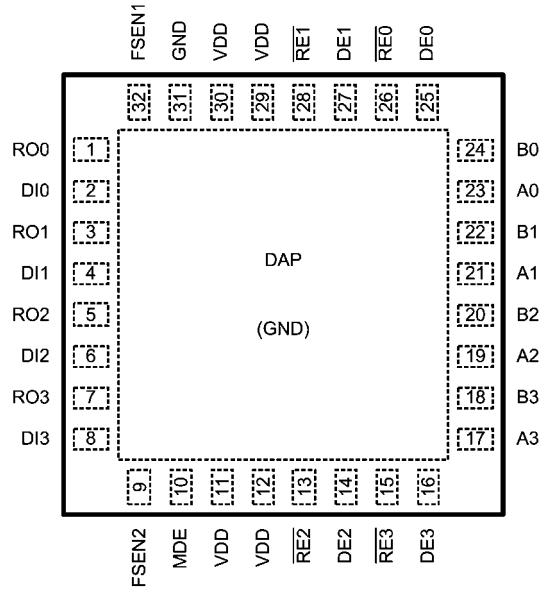 FSEN1 GND VDD VDD RE1 DE1 RE0 DE0
32 31 30 29 28 27 26 25
RO0 1 24 B0
DI0 2 23 A0
RO1 3 22 B1
DI1 4 21 A1
DAP
RO2 5 20 B2
(GND)
DI2 6 19 A2
RO3 7 18 B3
DI3 8 17 A3
9 10 11 12 13 14 15 16
FSEN2 MDE VDD VDD RE2 DE2 RE3 DE3